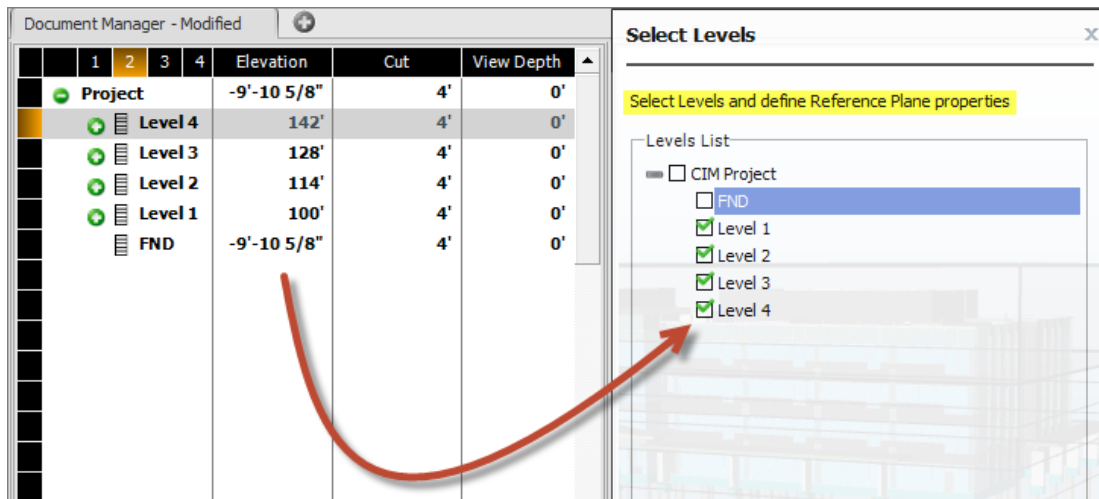 Document Manager - Modified
1 2 3 4 Elevation Cut View Depth
Project -9'-10 5/8" 4' 0'
Level 4 142' 4' 0'
Level 3 128' 4' 0'
Level 2 114' 4' 0'
Level 1 100' 4' 0'
FND -9'-10 5/8" 4' 0'
Select Levels X
Select Levels and define Reference Plane properties
Levels List
CIM Project
FND
Level 1
Level 2
Level 3
Level 4